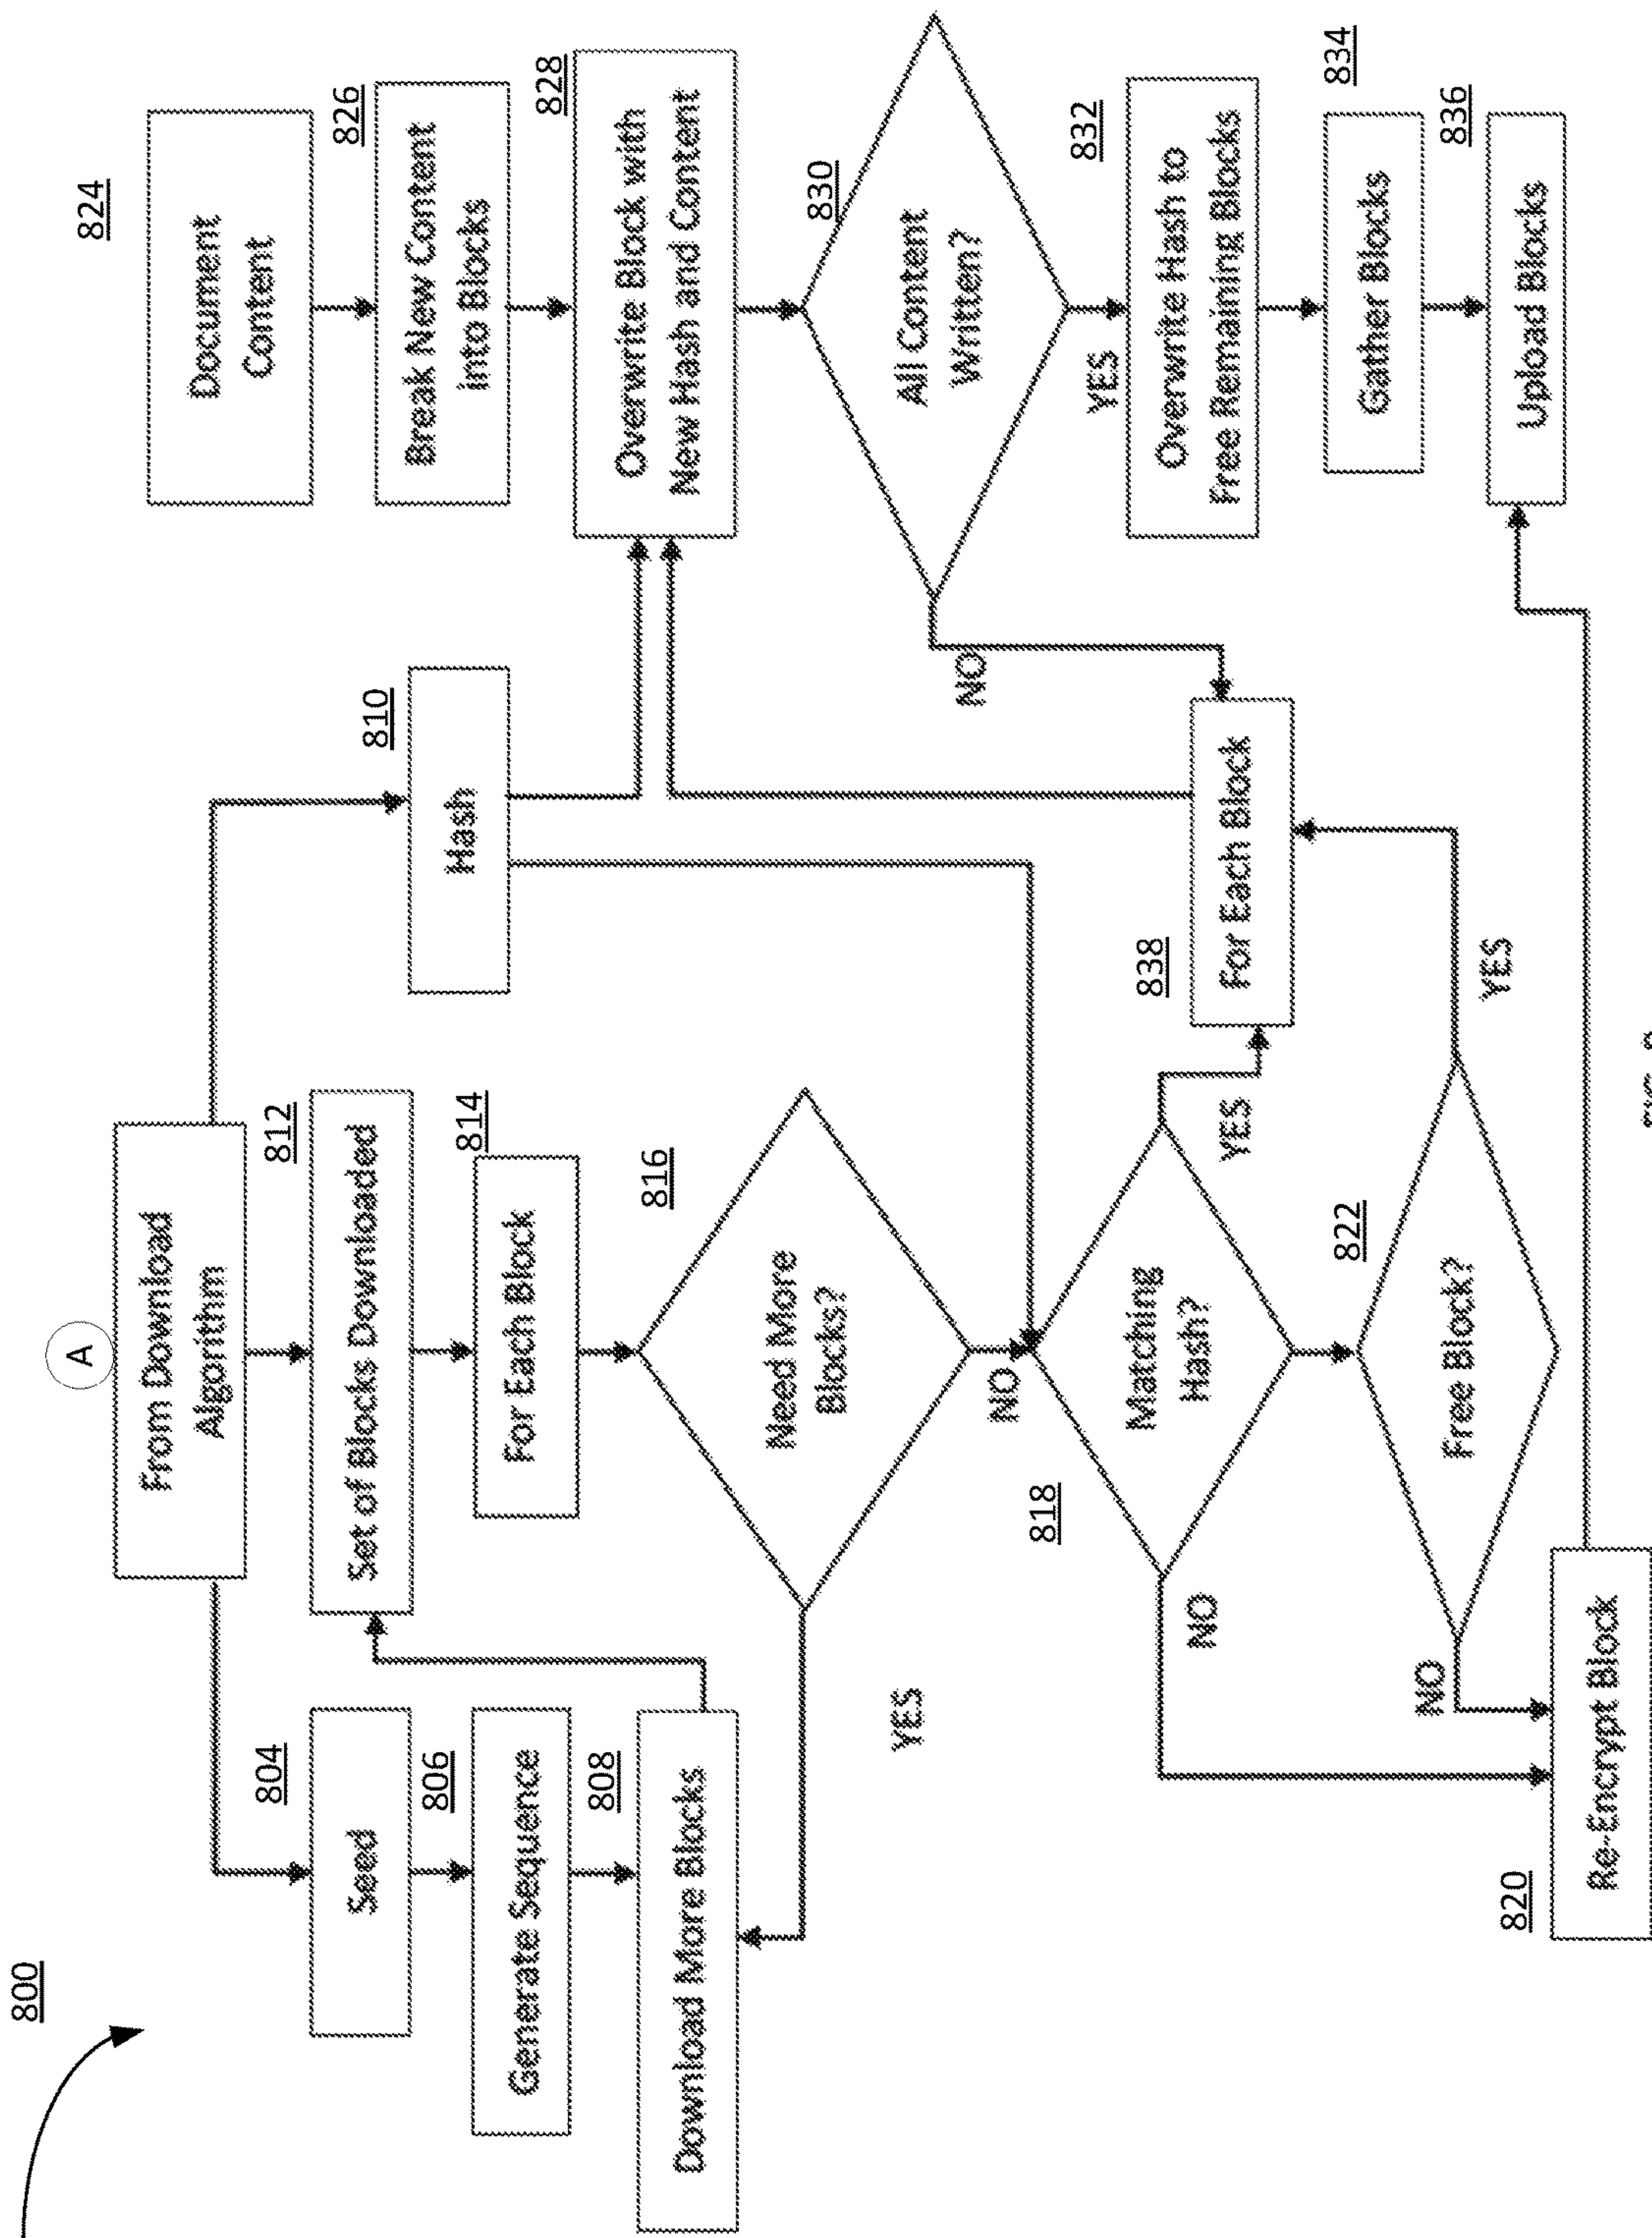 800
A
From Download
Algorithm
804
Seed
806
Generate Sequence
808
Download More Blocks
812
Set of Blocks Downloaded
814
For Each Block
816
Need More
Blocks?
YES
NO
810
Hash
818
Matching
Hash?
NO
YES
822
Free Block?
NO
YES
820
Re-Encrypt Block
838
For Each Block
824
Document
Content
826
Break New Content
into Blocks
828
Overwrite Block with
New Hash and Content
830
All Content
Written?
NO
YES
832
Overwrite Hash to
Free Remaining Blocks
834
Gather Blocks
836
Upload Blocks